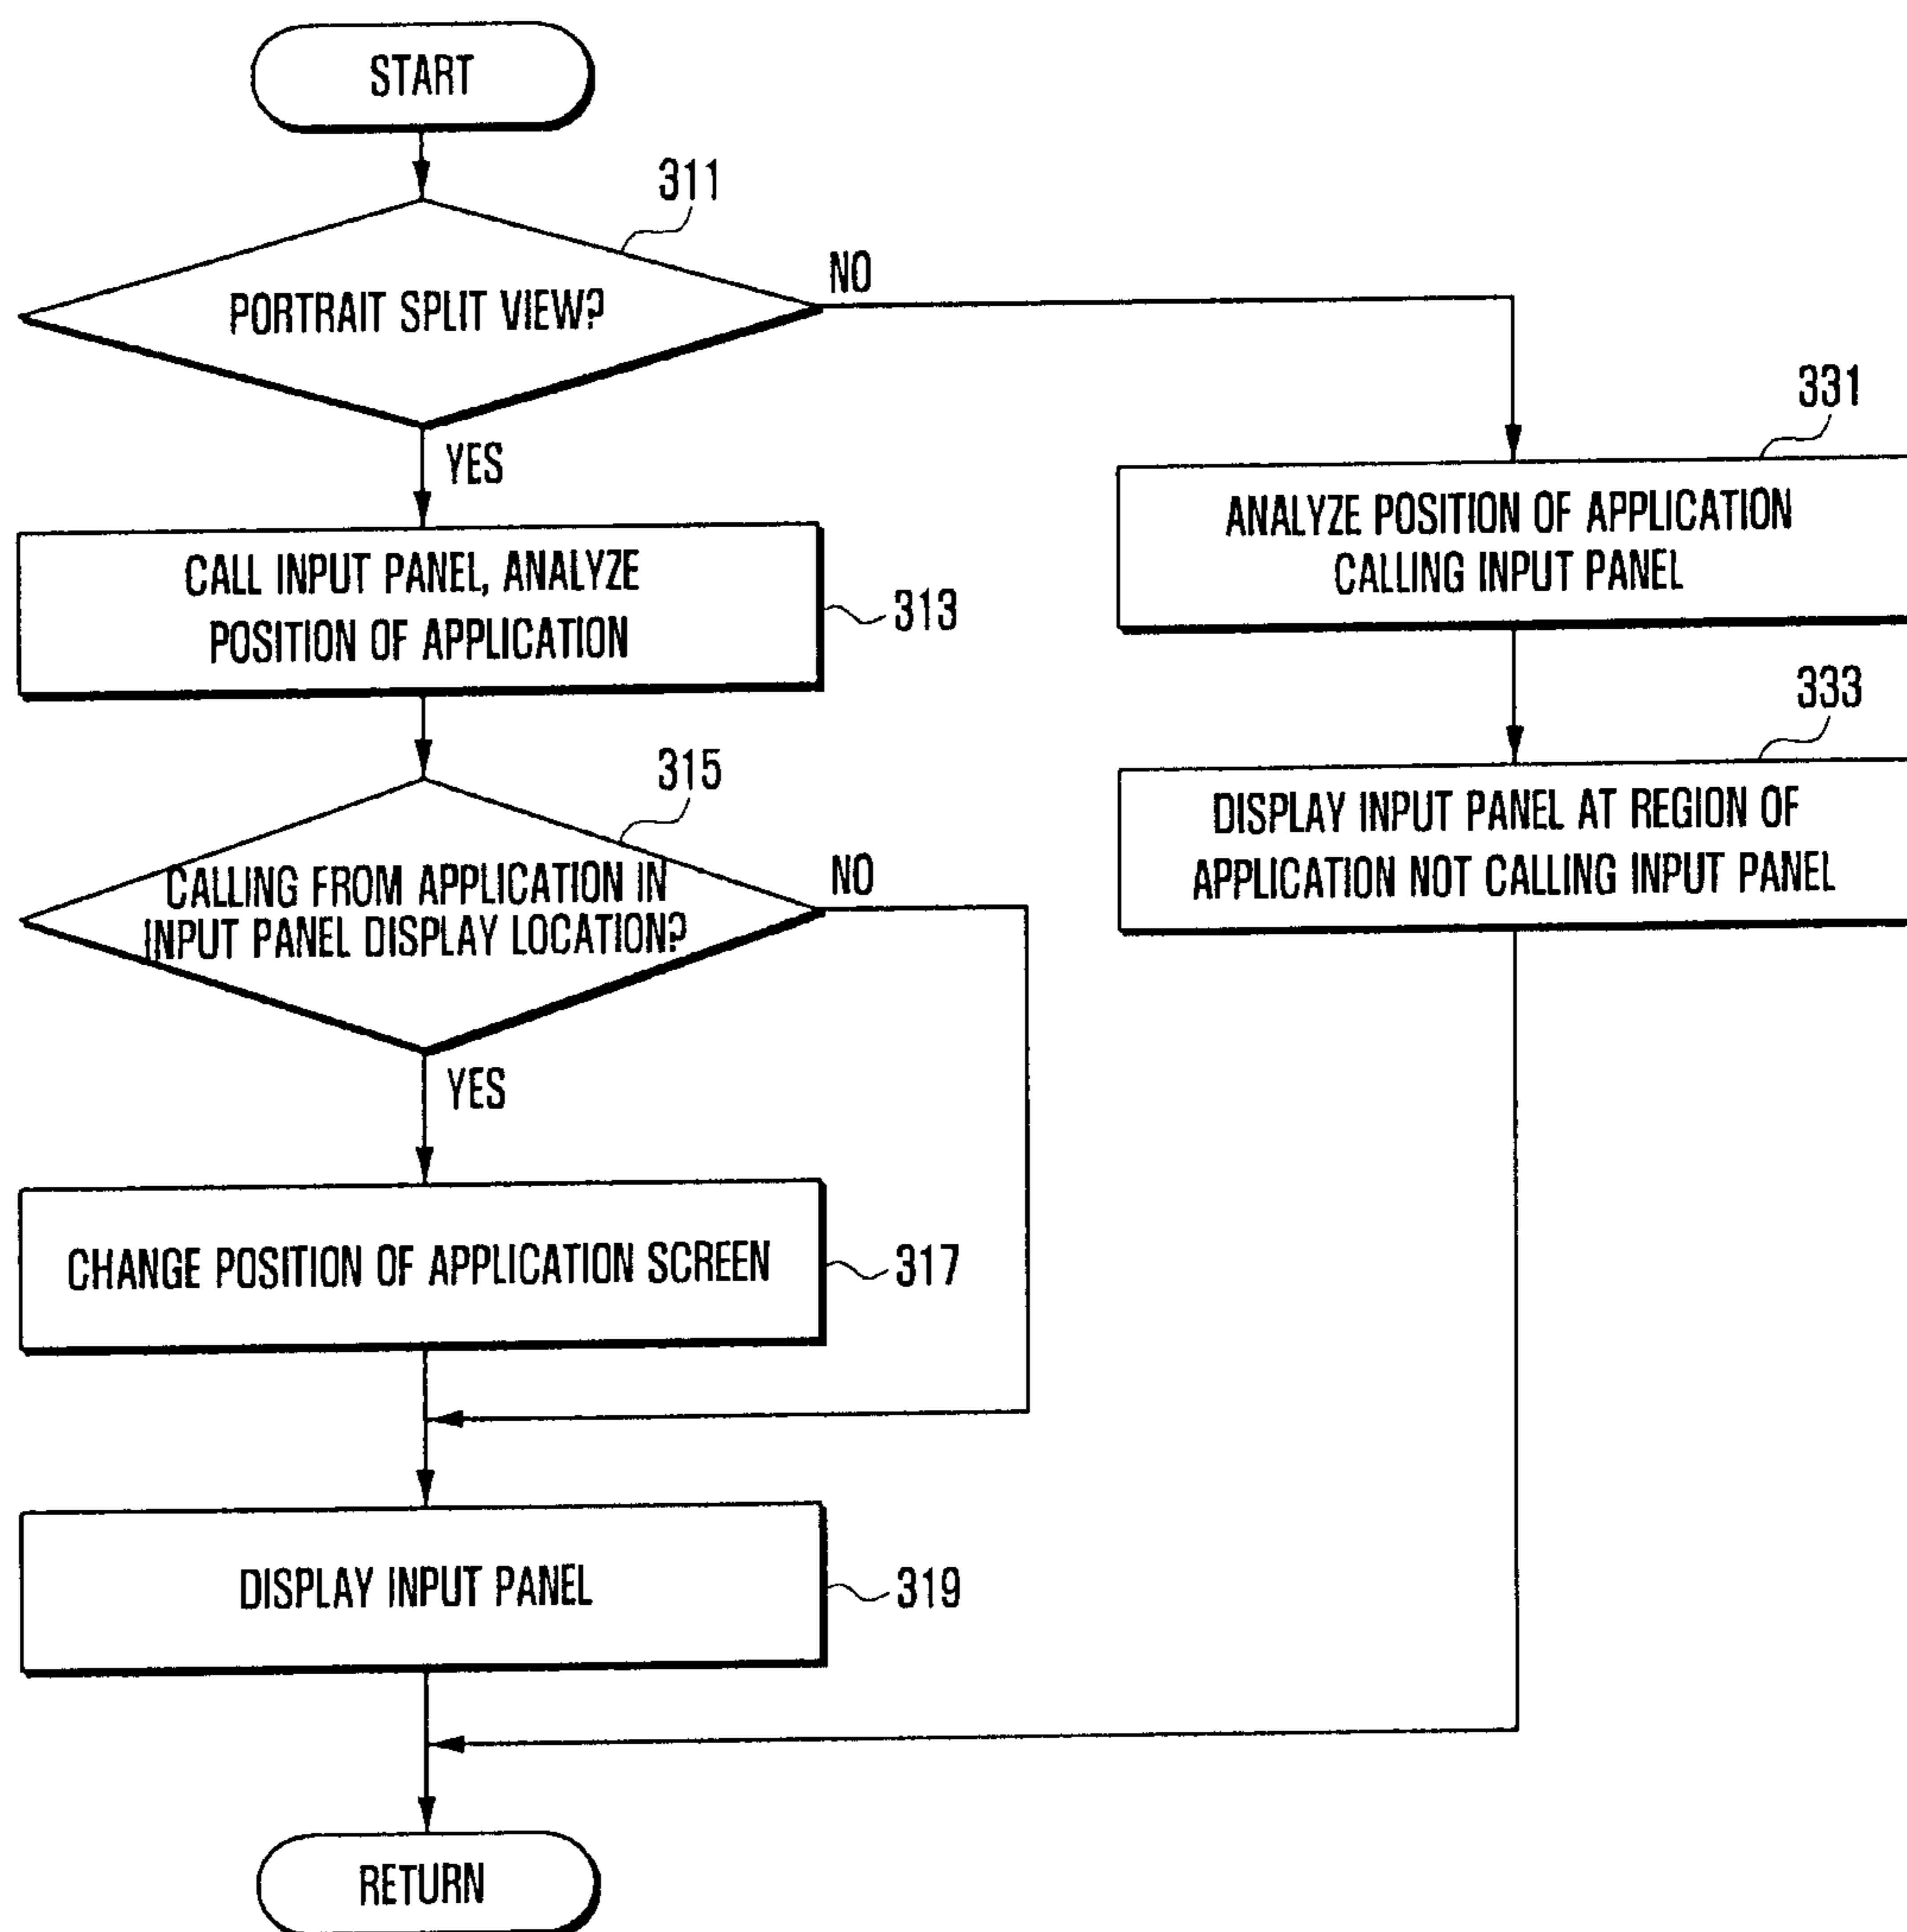 START
311
PORTRAIT SPLIT VIEW?
NO
YES
331
ANALYZE POSITION OF APPLICATION
CALLING INPUT PANEL
CALL INPUT PANEL, ANALYZE
POSITION OF APPLICATION
313
333
DISPLAY INPUT PANEL AT REGION OF
APPLICATION NOT CALLING INPUT PANEL
315
CALLING FROM APPLICATION IN
INPUT PANEL DISPLAY LOCATION?
NO
YES
CHANGE POSITION OF APPLICATION SCREEN
317
DISPLAY INPUT PANEL
319
RETURN